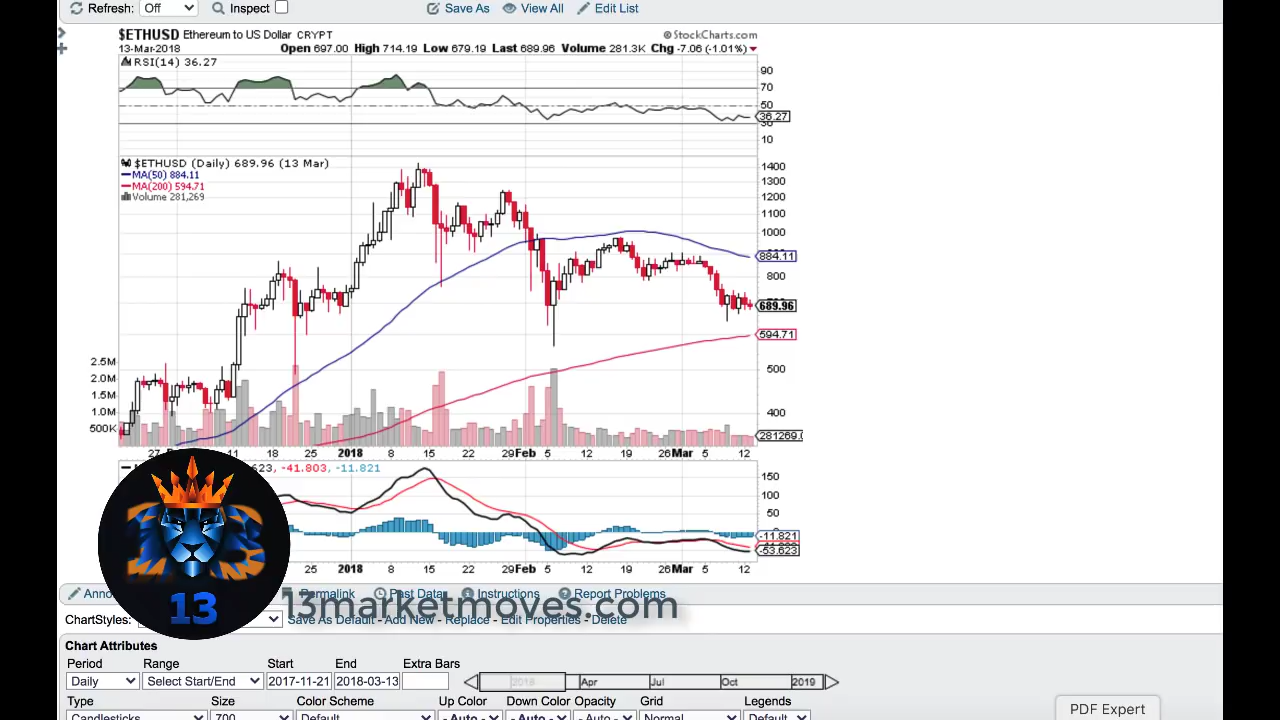 Refresh: Off Inspect Save As View All Edit List
$ETHUSD Ethereum to US Dollar CRYPT @StockCharts.com
13-Mar-2018 Open 697.00 High 714.19 Low 679.19 Last 689.96 Volume 281.3K Chg -7.06 (-1.01%)
RSI(14) 36.27
90
70
50
36.27
30
10
$ETHUSD (Daily) 689.96 (13 Mar)
MA(50) 884.11
MA(200) 594.71
Volume 281,269
1400
1300
1200
1100
1000
884.11
800
689.96
594.71
500
400
281269.0
2.5M
2.0M
1.5M
1.0M
500K
27 11 18 25 2018 8 15 22 29 Feb 5 12 19 26 Mar 5 12
623, -41.803, -11.821
150
100
50
-11.821
-53.623
25 2018 8 15 22 29 Feb 5 12 19 26 Mar 5 12
13
Anno Permalink Past Data Instructions Report Problems
13marketmoves.com
ChartStyles: Save As Default - Add New - Replace - Edit Properties - Delete
Chart Attributes
Period Range Start End Extra Bars
Daily Select Start/End 2017-11-21 2018-03-13 2018 Apr Jul Oct 2019
Type Size Color Scheme Up Color Down Color Opacity Grid Legends
Candlesticks 700 Default - Auto - - Auto - - Auto - Normal Default
PDF Expert